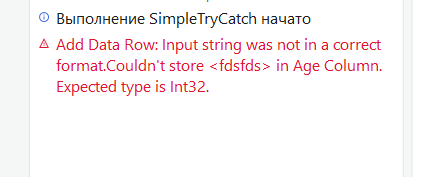 Выполнение SimpleTryCatch начато
Add Data Row: Input string was not in a correct
format.Couldn't store <fdsfds> in Age Column.
Expected type is Int32.